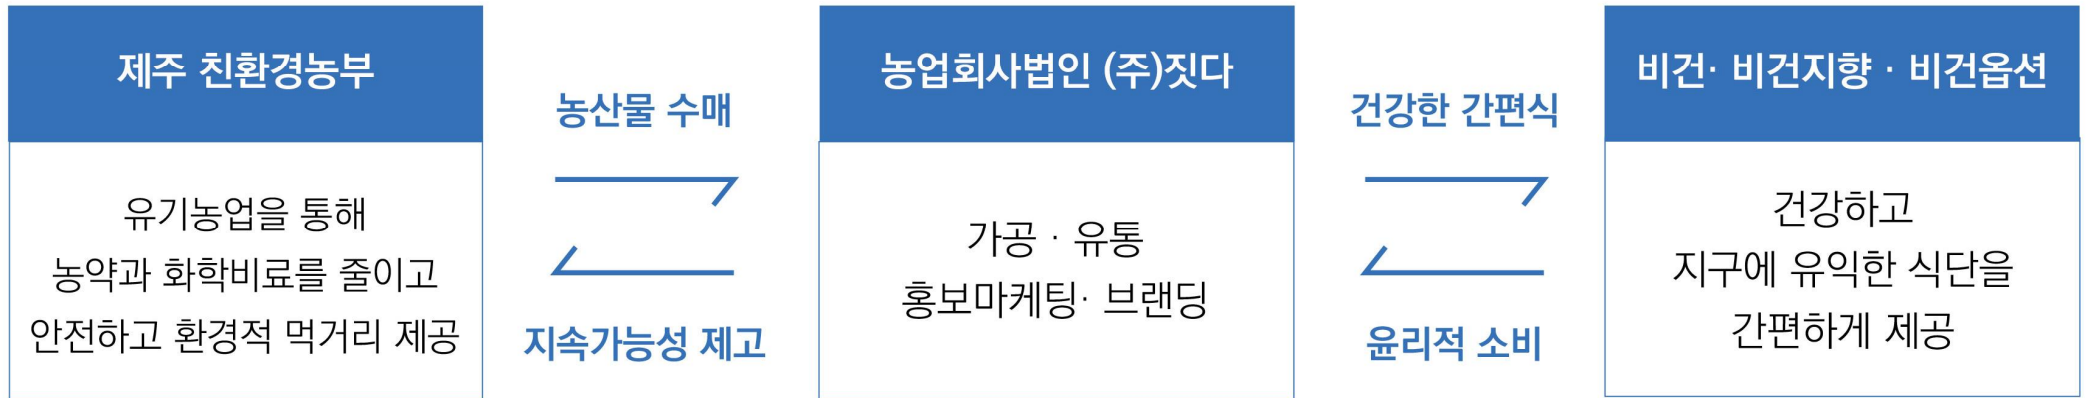 제주 친환경농부
유기농업을 통해
농약과 화학비료를 줄이고
안전하고 환경적 먹거리 제공
농산물 수매
지속가능성 제고
농업회사법인 (주)짓다
가공 · 유통
홍보마케팅· 브랜딩
건강한 간편식
윤리적 소비
비건· 비건지향 · 비건옵션
건강하고
지구에 유익한 식단을
간편하게 제공